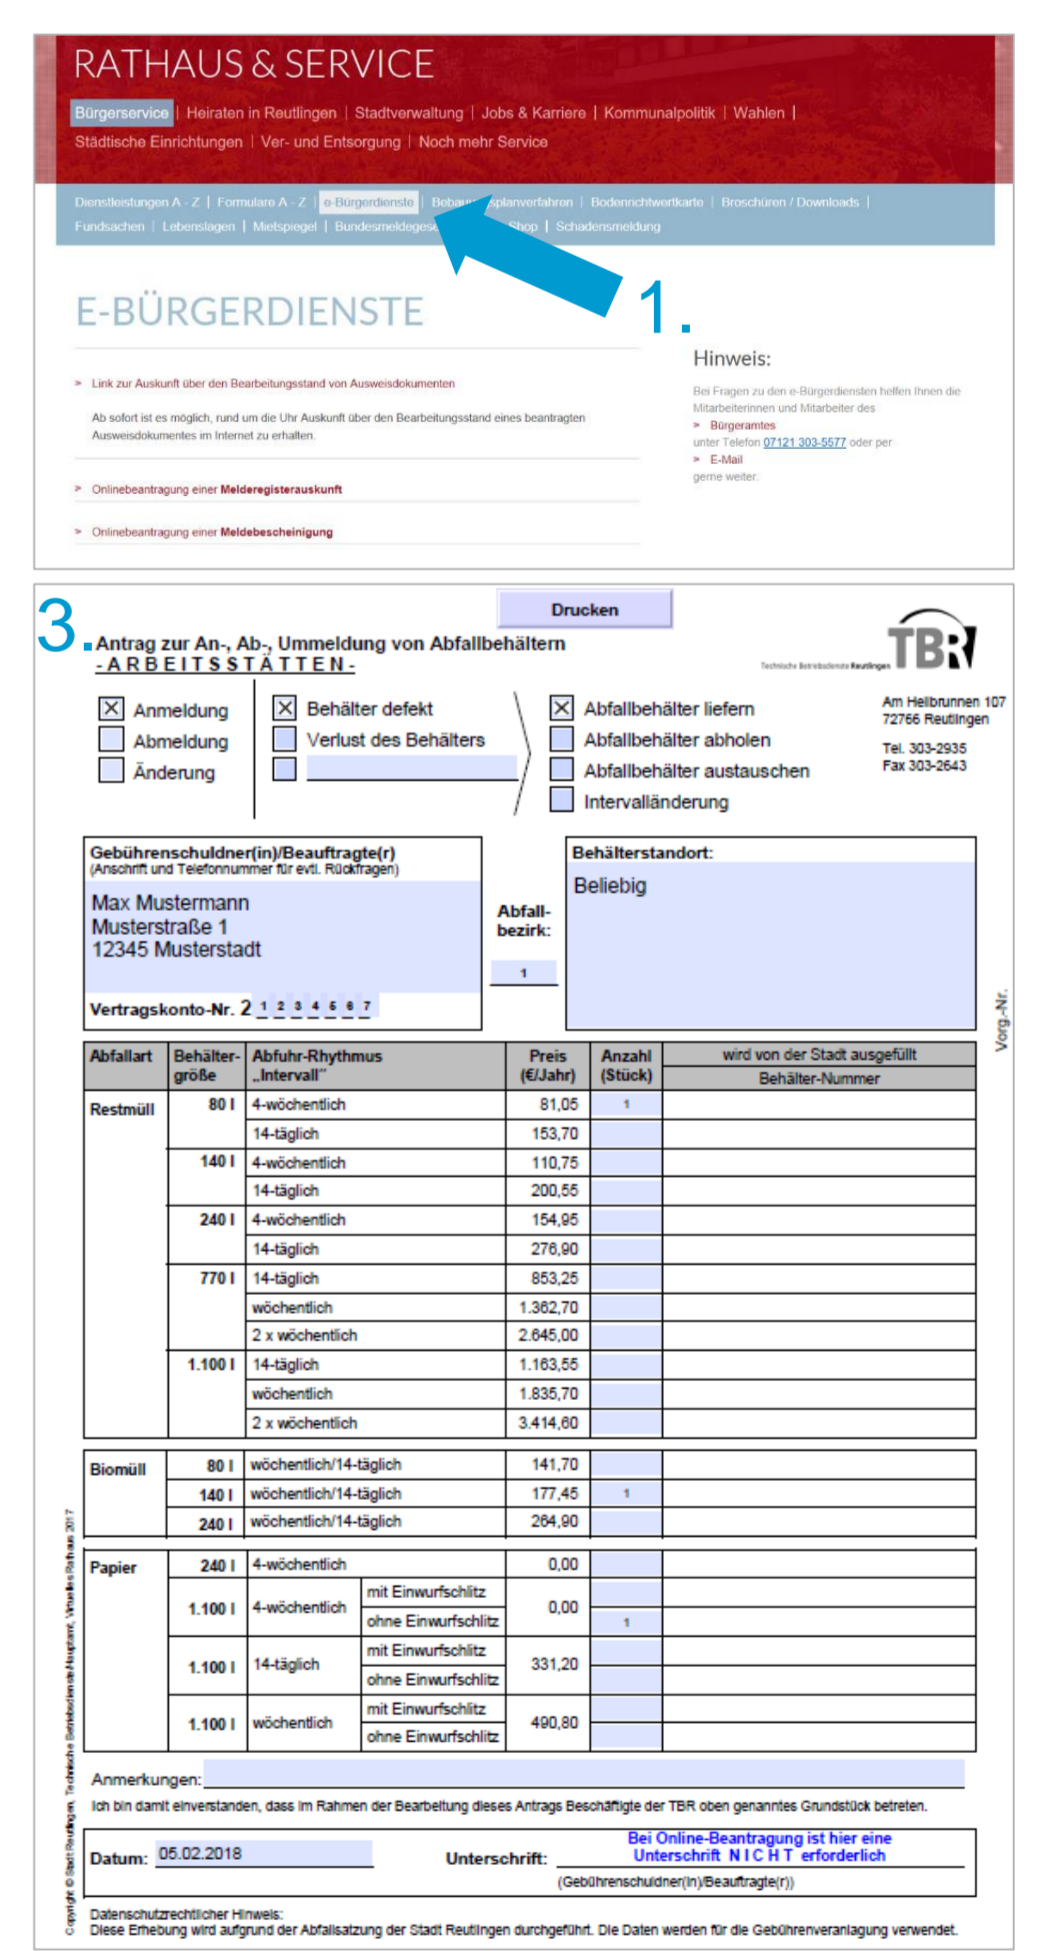 RATHAUS & SERVICE
Bürgerservice | Heiraten in Reutlingen | Stadtverwaltung | Jobs & Karriere | Kommunalpolitik | Wahlen |
Städtische Einrichtungen | Ver- und Entsorgung | Noch mehr Service
Dienstleistungen A - Z | Formulare A - Z | e-Bürgerdienste | Bebauungsplanverfahren | Bodenrichtwertkarte | Broschüren / Downloads |
Fundsachen | Lebenslagen | Mietspiegel | Shop | Schadensmeldung
1.
E-BÜRGERDIENSTE
» Link zur Auskunft über den Bearbeitungsstand von Ausweisdokumenten
Ab sofort ist es möglich, rund um die Uhr Auskunft über den Bearbeitungsstand eines beantragten
Ausweisdokumentes im Internet zu erhalten.
» Onlinebeantragung einer Melderegisterauskunft
» Onlinebeantragung einer Meldebescheinigung
Hinweis:
Bei Fragen zu den e-Bürgerdiensten helfen Ihnen die
Mitarbeiterinnen und Mitarbeiter des
» Bürgeramtes
unter Telefon 07121 303-5577 oder per
» E-Mail
gerne weiter.
3.
Drucken
Antrag zur An-, Ab-, Ummeldung von Abfallbehältern
- A R B E I T S S T Ä T T E N -
TBR
Technische Betriebsdienste Reutlingen
Am Heilbrunnen 107
72766 Reutlingen
Tel. 303-2935
Fax 303-2643
Anmeldung
Abmeldung
Änderung
Behälter defekt
Verlust des Behälters
Abfallbehälter liefern
Abfallbehälter abholen
Abfallbehälter austauschen
Intervalländerung
Gebührenschuldner(in)/Beauftragte(r)
(Anschrift und Telefonnummer für evtl. Rückfragen)
Max Mustermann
Musterstraße 1
12345 Musterstadt
Vertragskonto-Nr. 2 1 2 3 4 5 6 7
Abfall-
bezirk:
1
Behälterstandort:
Beliebig
Vorg.-Nr.
Abfallart Behälter- Abfuhr-Rhythmus Preis Anzahl wird von der Stadt ausgefüllt
größe „Intervall" (€/Jahr) (Stück) Behälter-Nummer
Restmüll 80 l 4-wöchentlich 81,05 1
14-täglich 153,70
140 l 4-wöchentlich 110,75
14-täglich 200,55
240 l 4-wöchentlich 154,95
14-täglich 276,90
770 l 14-täglich 853,25
wöchentlich 1.362,70
2 x wöchentlich 2.645,00
1.100 l 14-täglich 1.163,55
wöchentlich 1.835,70
2 x wöchentlich 3.414,60
Biomüll 80 l wöchentlich/14-täglich 141,70
140 l wöchentlich/14-täglich 177,45 1
240 l wöchentlich/14-täglich 264,90
Papier 240 l 4-wöchentlich 0,00
1.100 l 4-wöchentlich mit Einwurfschlitz 0,00
ohne Einwurfschlitz 1
1.100 l 14-täglich mit Einwurfschlitz 331,20
ohne Einwurfschlitz
1.100 l wöchentlich mit Einwurfschlitz 490,80
ohne Einwurfschlitz
Anmerkungen:
Ich bin damit einverstanden, dass im Rahmen der Bearbeitung dieses Antrags Beschäftigte der TBR oben genanntes Grundstück betreten.
Datum: 05.02.2018
Unterschrift:
Bei Online-Beantragung ist hier eine
Unterschrift N I C H T erforderlich
(Gebührenschuldner(in)/Beauftragte(r))
Datenschutzrechtlicher Hinweis:
Diese Erhebung wird aufgrund der Abfallsatzung der Stadt Reutlingen durchgeführt. Die Daten werden für die Gebührenveranlagung verwendet.
Copyright © Stadt Reutlingen, Technische Betriebsdienste/Hauptamt, Virtuelles Rathaus 2017